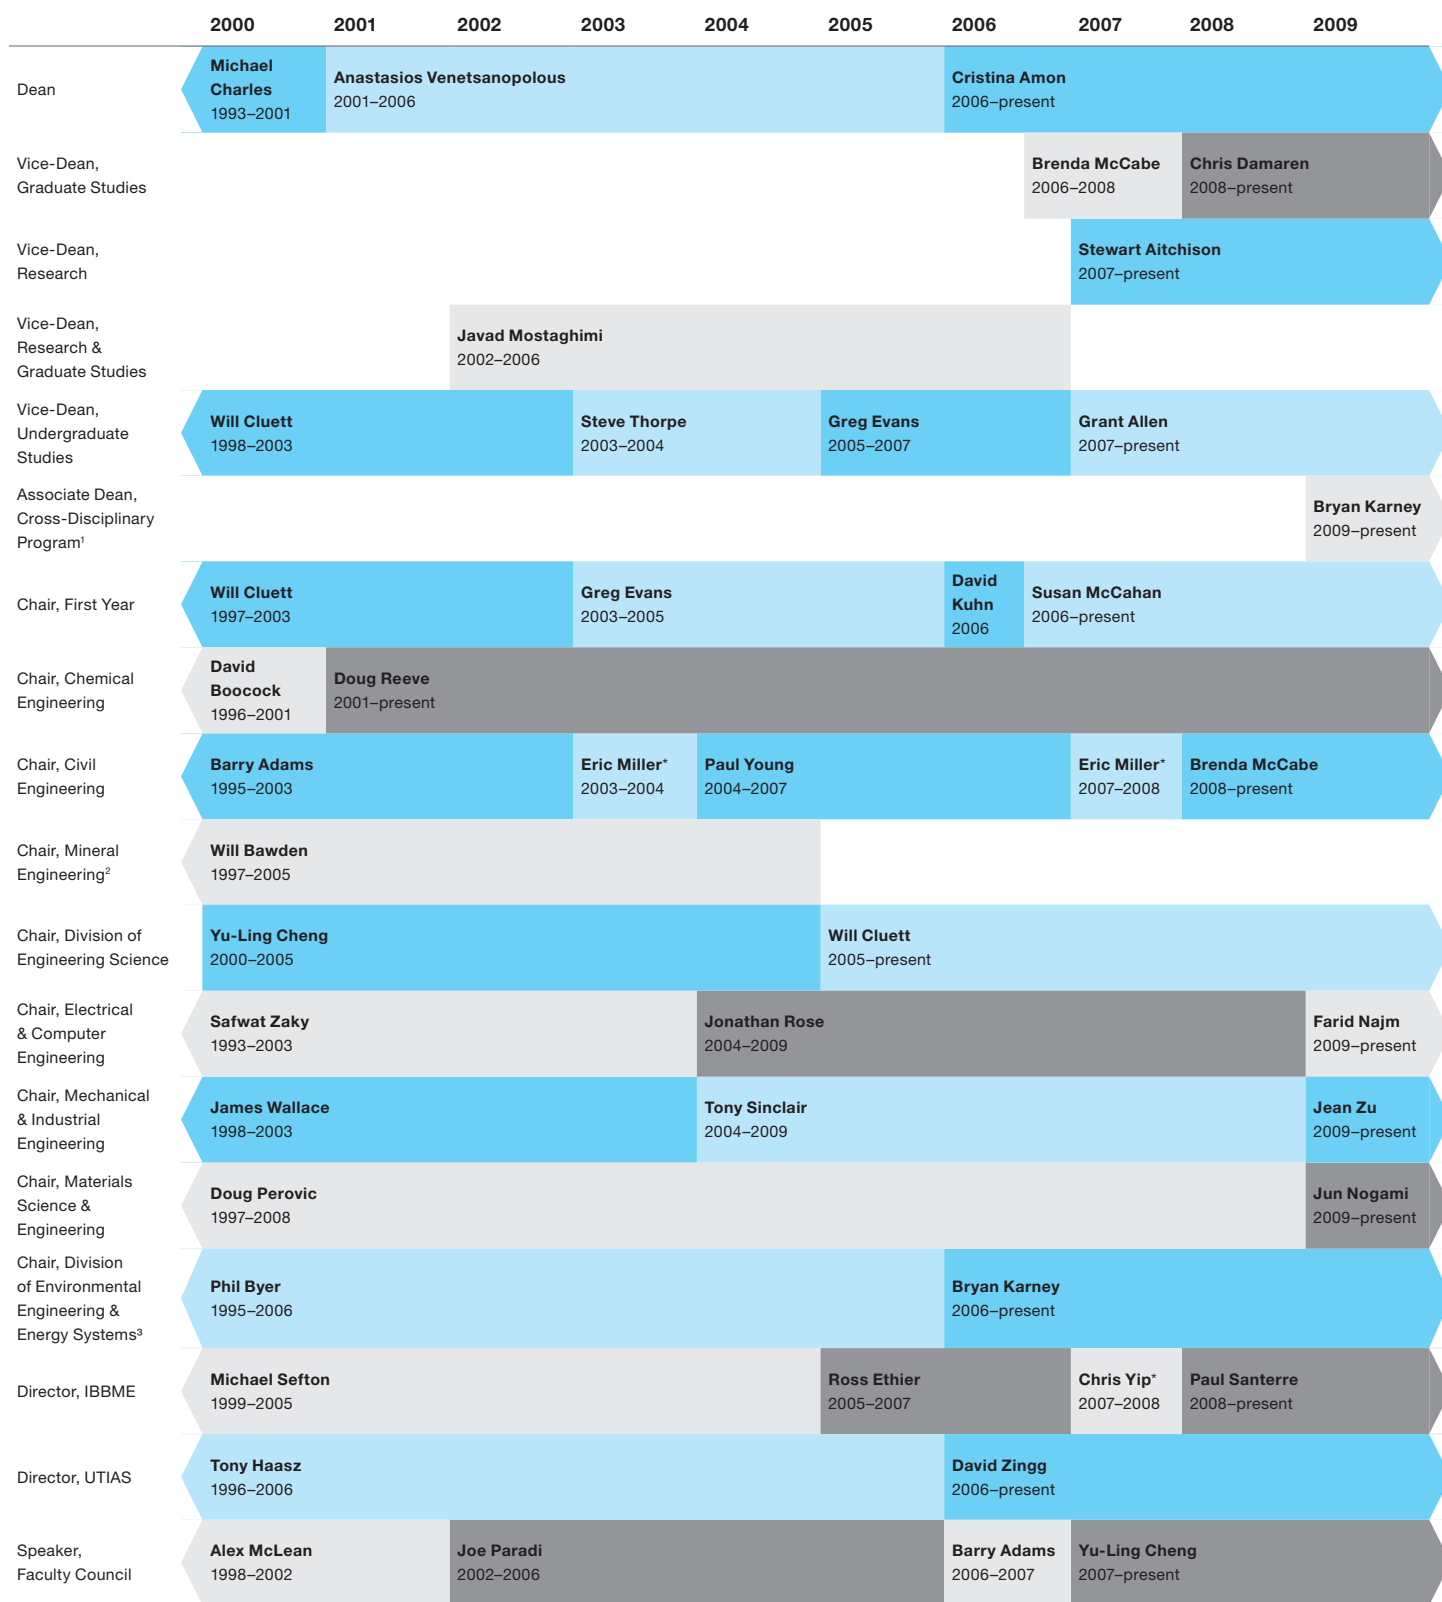 2000 2001 2002 2003 2004 2005 2006 2007 2008 2009
Dean
Michael
Charles
1993–2001
Anastasios Venetsanopolous
2001–2006
Cristina Amon
2006–present
Vice-Dean,
Graduate Studies
Brenda McCabe
2006–2008
Chris Damaren
2008–present
Vice-Dean,
Research
Stewart Aitchison
2007–present
Vice-Dean,
Research &
Graduate Studies
Javad Mostaghimi
2002–2006
Vice-Dean,
Undergraduate
Studies
Will Cluett
1998–2003
Steve Thorpe
2003–2004
Greg Evans
2005–2007
Grant Allen
2007–present
Associate Dean,
Cross-Disciplinary
Program¹
Bryan Karney
2009–present
Chair, First Year
Will Cluett
1997–2003
Greg Evans
2003–2005
David
Kuhn
2006
Susan McCahan
2006–present
Chair, Chemical
Engineering
David
Boocock
1996–2001
Doug Reeve
2001–present
Chair, Civil
Engineering
Barry Adams
1995–2003
Eric Miller*
2003–2004
Paul Young
2004–2007
Eric Miller*
2007–2008
Brenda McCabe
2008–present
Chair, Mineral
Engineering²
Will Bawden
1997–2005
Chair, Division of
Engineering Science
Yu-Ling Cheng
2000–2005
Will Cluett
2005–present
Chair, Electrical
& Computer
Engineering
Safwat Zaky
1993–2003
Jonathan Rose
2004–2009
Farid Najm
2009–present
Chair, Mechanical
& Industrial
Engineering
James Wallace
1998–2003
Tony Sinclair
2004–2009
Jean Zu
2009–present
Chair, Materials
Science &
Engineering
Doug Perovic
1997–2008
Jun Nogami
2009–present
Chair, Division
of Environmental
Engineering &
Energy Systems³
Phil Byer
1995–2006
Bryan Karney
2006–present
Director, IBBME
Michael Sefton
1999–2005
Ross Ethier
2005–2007
Chris Yip*
2007–2008
Paul Santerre
2008–present
Director, UTIAS
Tony Haasz
1996–2006
David Zingg
2006–present
Speaker,
Faculty Council
Alex McLean
1998–2002
Joe Paradi
2002–2006
Barry Adams
2006–2007
Yu-Ling Cheng
2007–present